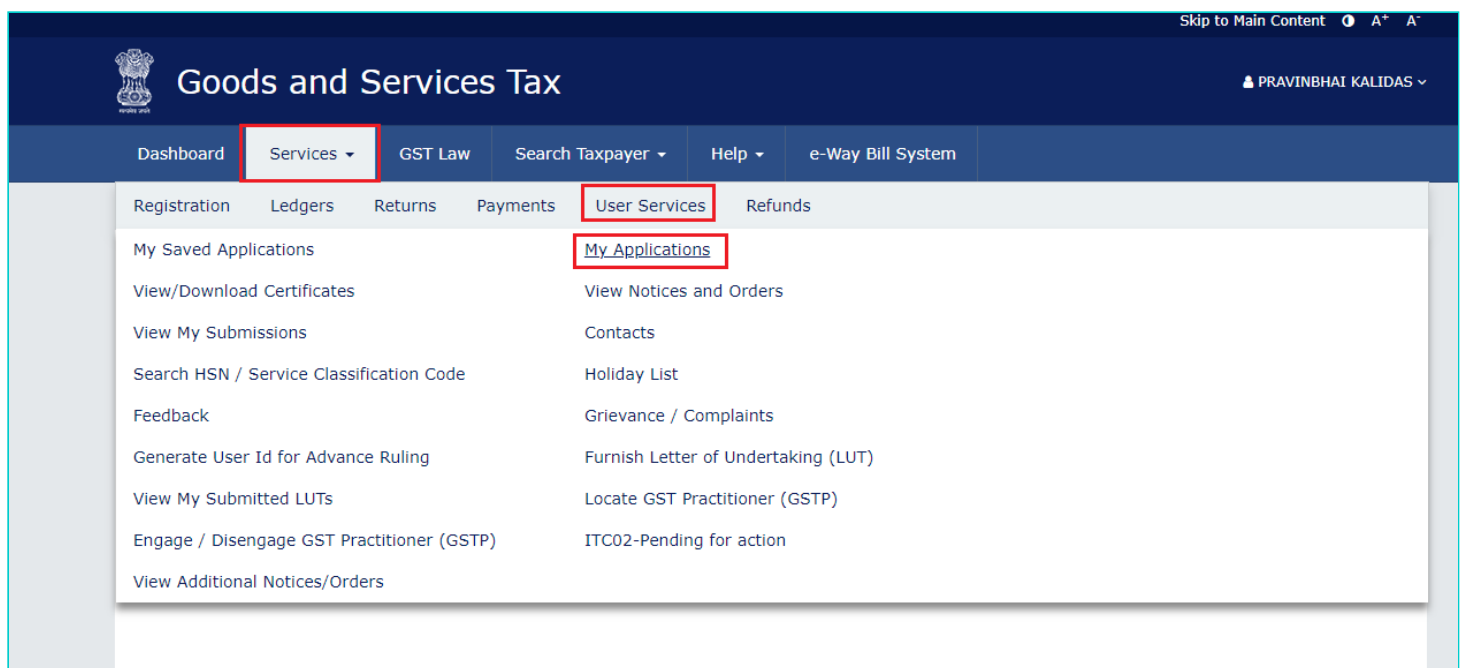 Skip to Main Content A+ A-
Goods and Services Tax
PRAVINBHAI KALIDAS
Dashboard Services GST Law Search Taxpayer Help e-Way Bill System
Registration Ledgers Returns Payments User Services Refunds
My Saved Applications My Applications
View/Download Certificates View Notices and Orders
View My Submissions Contacts
Search HSN / Service Classification Code Holiday List
Feedback Grievance / Complaints
Generate User Id for Advance Ruling Furnish Letter of Undertaking (LUT)
View My Submitted LUTs Locate GST Practitioner (GSTP)
Engage / Disengage GST Practitioner (GSTP) ITC02-Pending for action
View Additional Notices/Orders